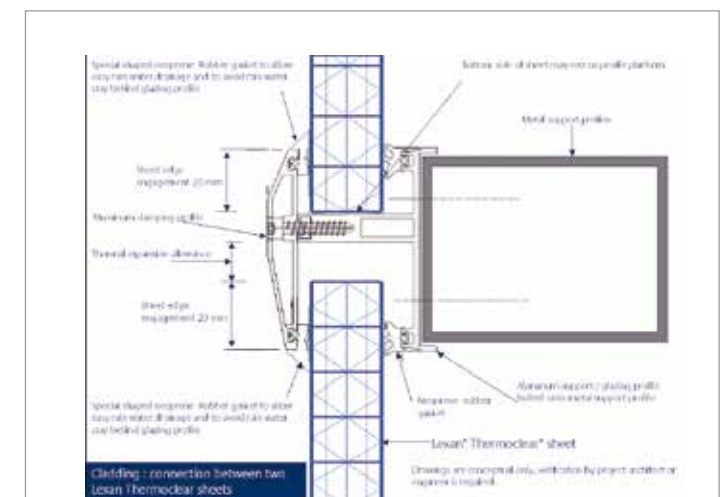 Special shaped neoprene Rubber gasket to allow
easy rain water drainage and to avoid rain water
stay behind glazing profile
Bottom side of sheet may rest on profile platform
Metal support profile
Sheet edge
engagement 20 mm
Aluminum clamping profile
Thermal expansion allowance
Sheet edge
engagement 20 mm
Special shaped neoprene Rubber gasket to allow
easy rain water drainage and to avoid rain water
stay behind glazing profile
Neoprene rubber
gasket
Aluminum support / glazing profile
bolted onto metal support profile
Lexan® Thermoclear® sheet
Cladding : connection between two
Lexan Thermoclear sheets
Drawings are conceptual only, verification by project architect or
engineer is required.